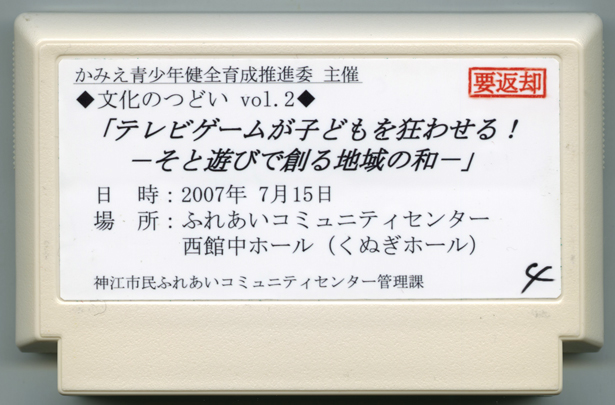 かみえ青少年健全育成推進委 主催
要返却
◆文化のつどい vol.2◆
「テレビゲームが子どもを狂わせる！
－そと遊びで創る地域の和－」
日 時：2007年 7月15日
場 所：ふれあいコミュニティセンター
西館中ホール（くぬぎホール）
神江市民ふれあいコミュニティセンター管理課
4